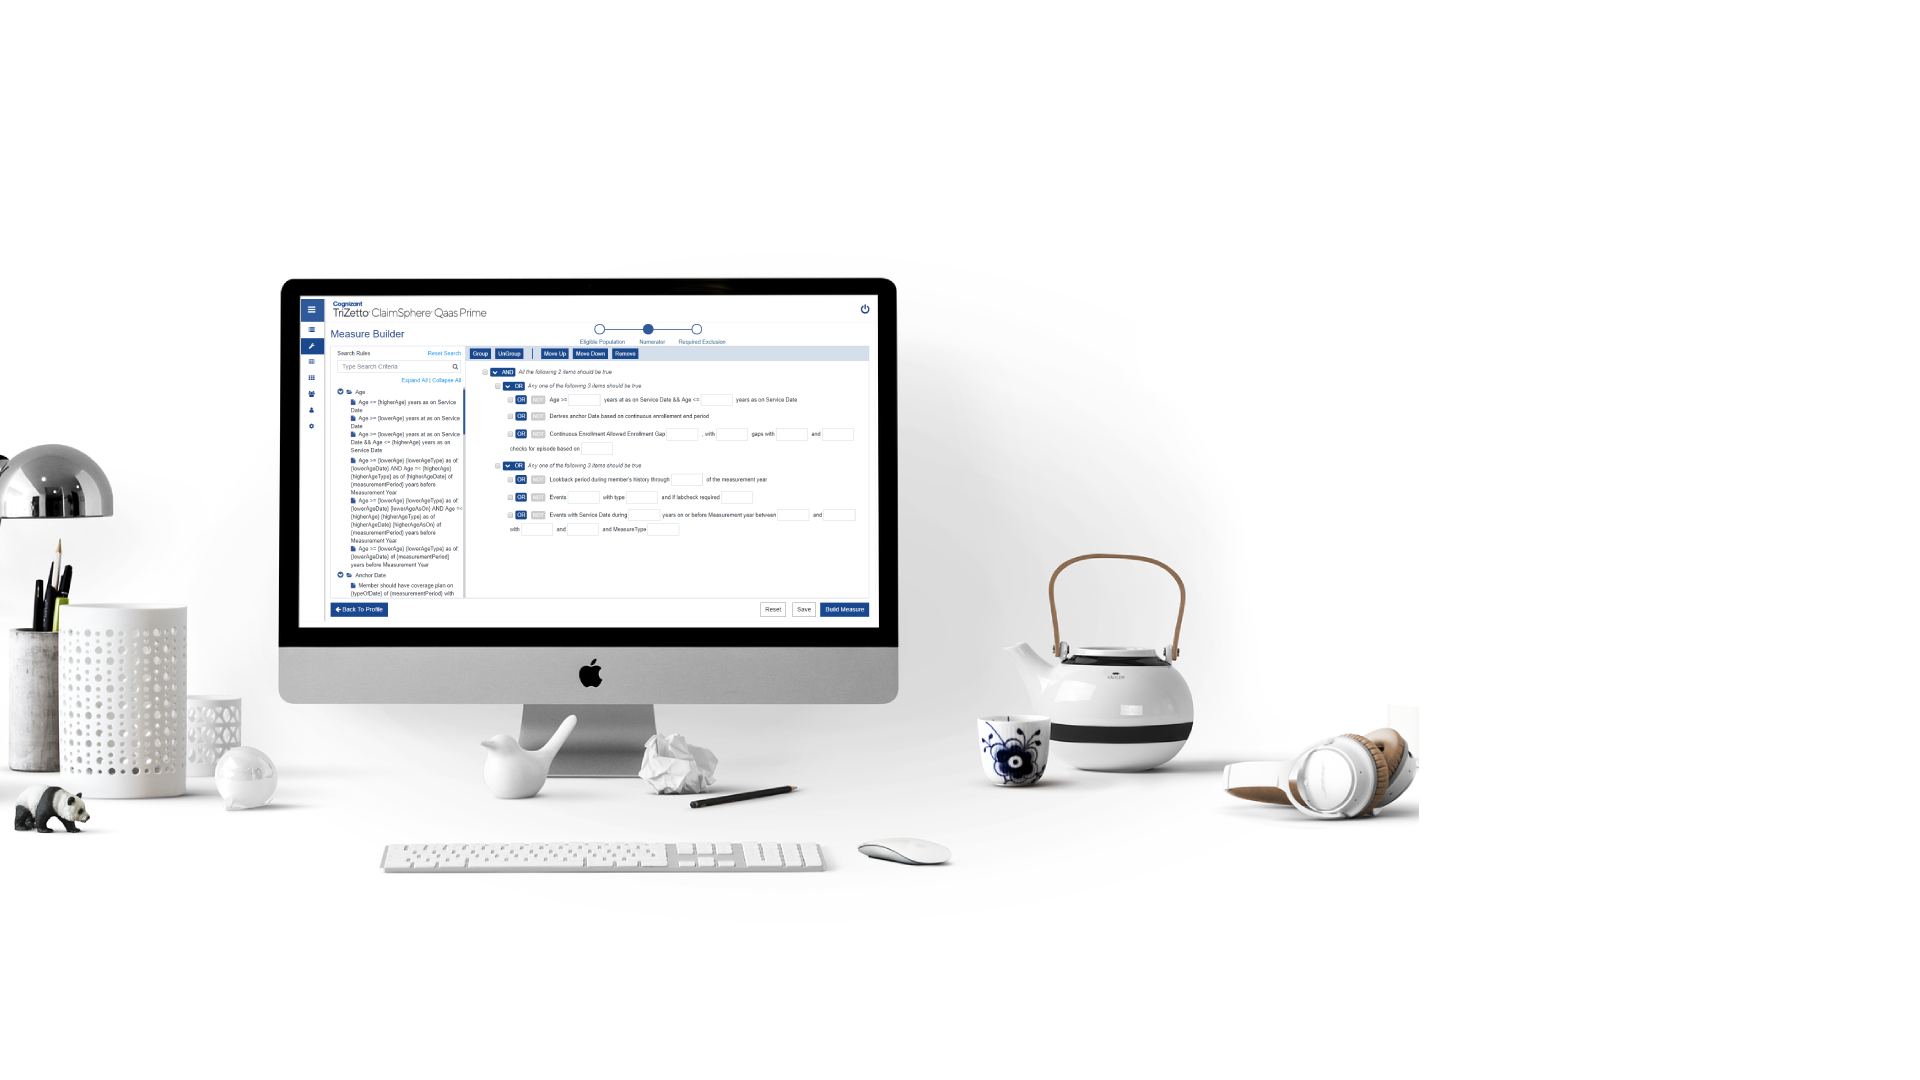 Cognizant
TriZetto ClaimSphere Qaas Prime
Measure Builder
Eligible Population
Numerator
Required Exclusion
Search Rules
Reset Search
Type Search Criteria
Expand All | Collapse All
Age
Age <= {higherAge} years as on Service
Date
Age >= {lowerAge} years at as on Service
Date
Age >= {lowerAge} years at as on Service
Date && Age <= {higherAge} years as on
Service Date
Age >= {lowerAge} {lowerAgeType} as of
{lowerAgeDate} AND Age <= {higherAge}
{higherAgeType} as of {higherAgeDate} of
{measurementPeriod} years before
Measurement Year
Age >= {lowerAge} {lowerAgeType} as of
{lowerAgeDate} {lowerAgeAsOn} AND Age <=
{higherAge} {higherAgeType} as of
{higherAgeDate} {higherAsOn} of
{measurementPeriod} years before
Measurement Year
Age >= {lowerAge} {lowerAgeType} as of
{lowerAgeDate} of {measurementPeriod}
years before Measurement Year
Anchor Date
Member should have coverage plan on
{typeOfDate} of {measurementPeriod} with
Group UnGroup Move Up Move Down Remove
AND All the following 2 items should be true
OR Any one of the following 3 items should be true
OR NOT Age >= years at as on Service Date && Age <= years as on Service Date
OR NOT Derives anchor Date based on continuous enrollement end period
OR NOT Continuous Enrollment Allowed Enrollment Gap , with gaps with and
checks for episode based on
OR Any one of the following 3 items should be true
OR NOT Lookback period during member's history through of the measurement year
OR NOT Events with type and if labcheck required
OR NOT Events with Service Date during years on or before Measurement year between and
with and and MeasureType
Back To Profile
Reset Save Build Measure